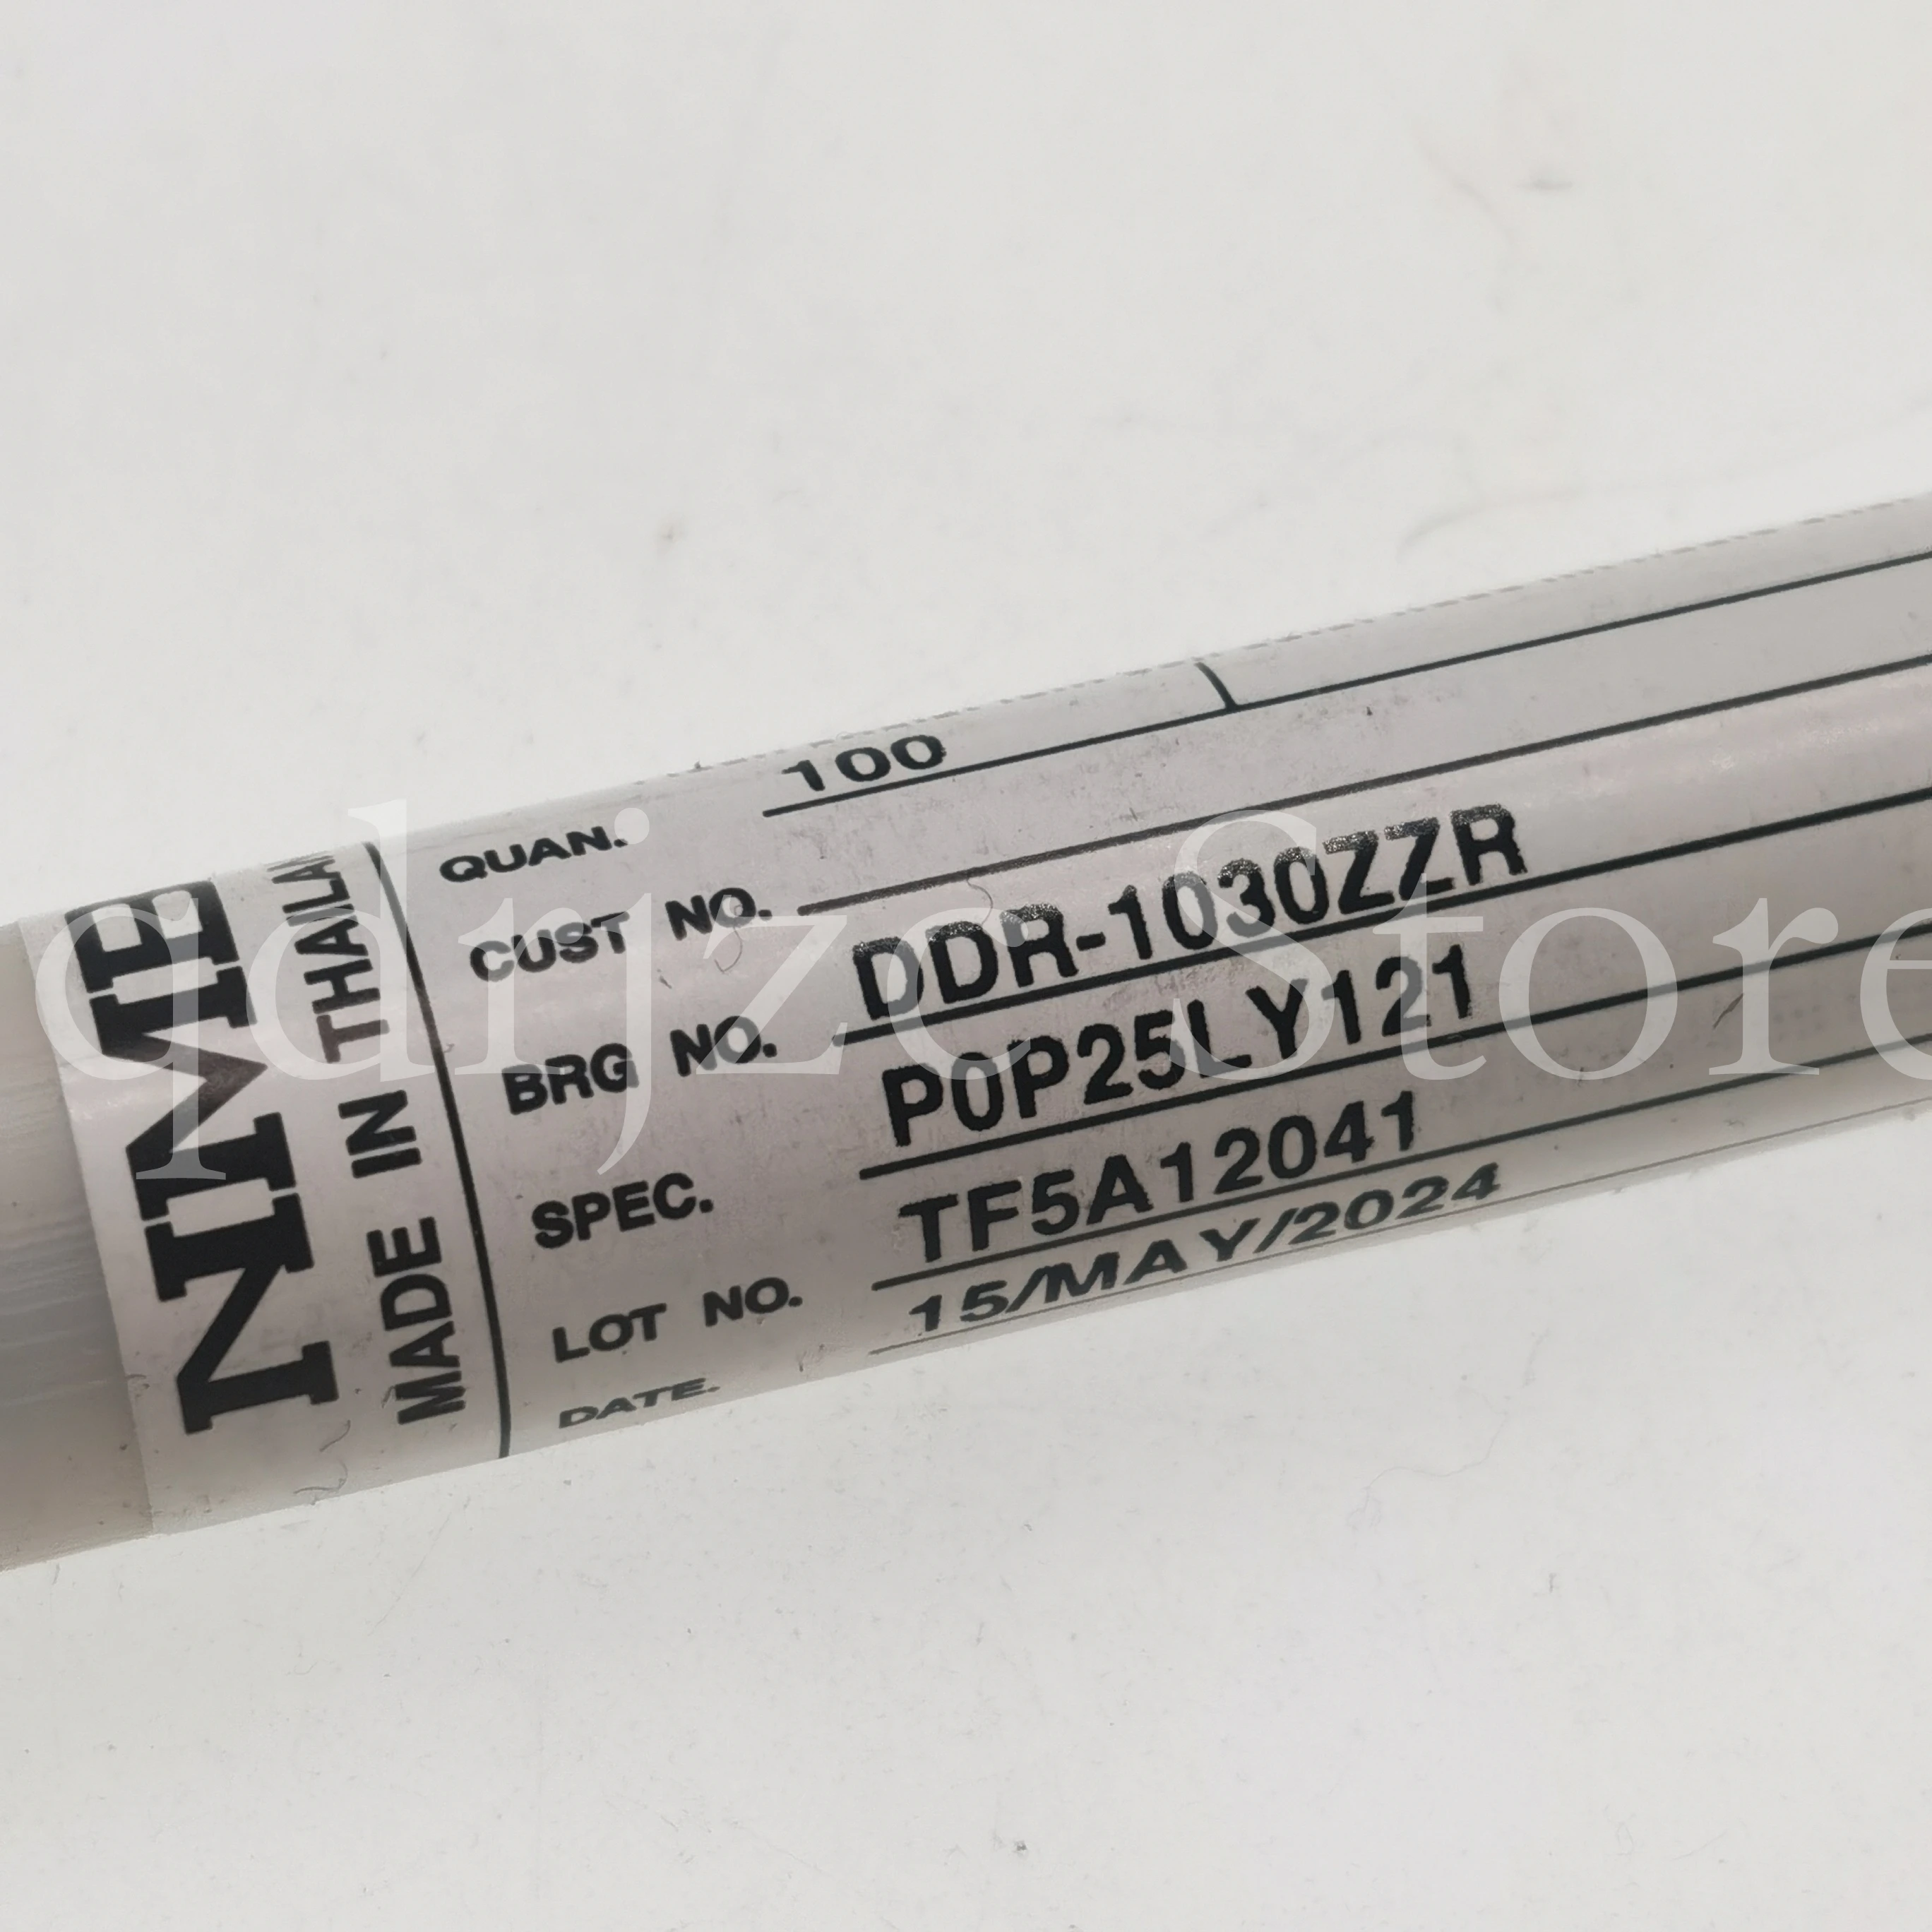 NMB
MADE IN THAILAN
QUAN. 100
CUST NO.
BRG NO. DDR-1030ZZR
SPEC. P0P25LY121
LOT NO. TF5A12041
DATE. 15/MAY/2024
qdrjzc Store